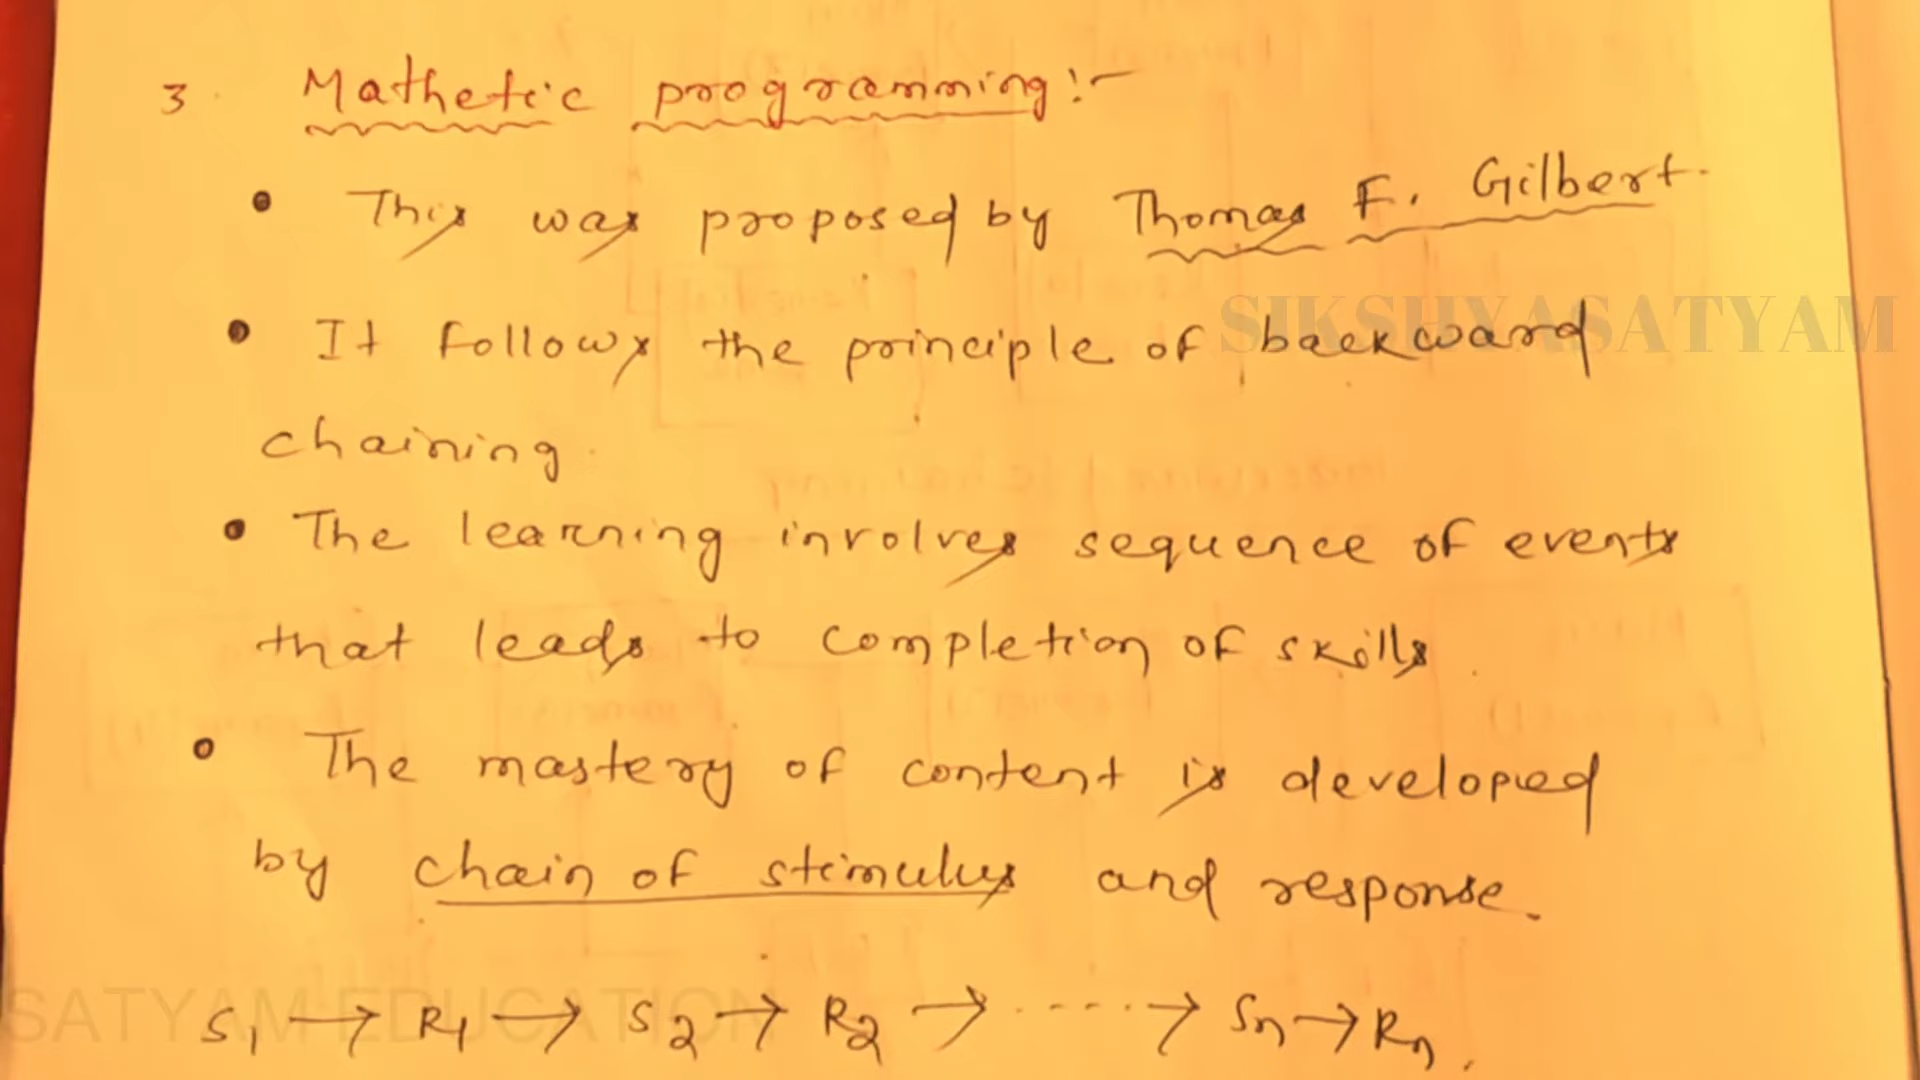 3. Mathetic programming:-
• This was proposed by Thomas F. Gilbert.
SIKSHYASATYAM
• It follows the principle of backward
chaining.
• The learning involves sequence of events
that leads to completion of skills.
• The mastery of content is developed
by chain of stimulus and response.
SATYAM EDUCATION
S1 → R1 → S2 → R2 → ..... → Sn → Rn.